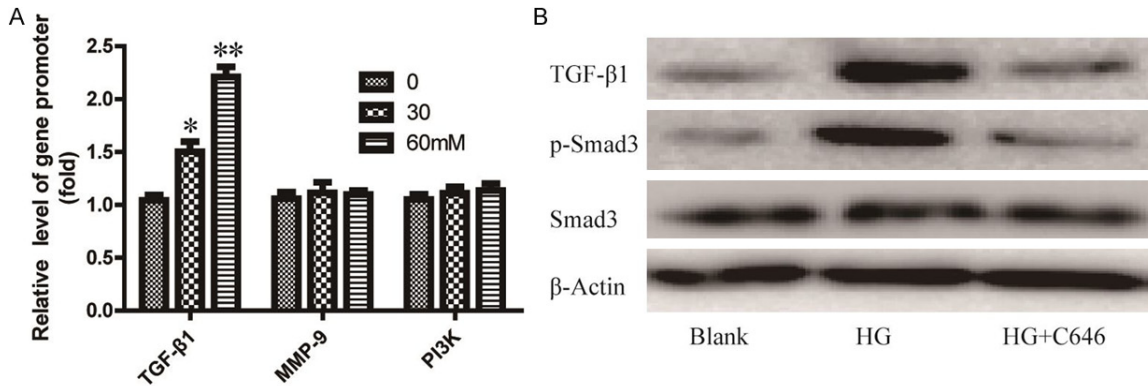 A
Relative level of gene promoter
(fold)
2.5
2.0
1.5
1.0
0.5
0.0
*
**
0
30
60mM
TGF-β1
MMP-9
PI3K
B
TGF-β1
p-Smad3
Smad3
β-Actin
Blank HG HG+C646